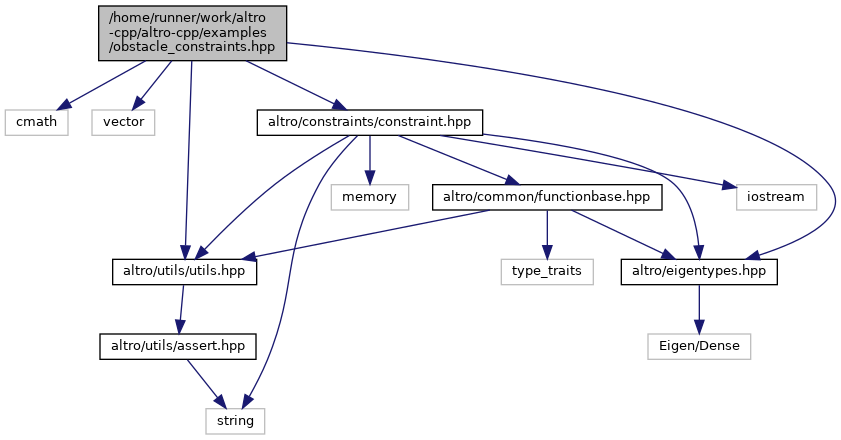 /home/runner/work/altro
-cpp/altro-cpp/examples
/obstacle_constraints.hpp
cmath
vector
altro/constraints/constraint.hpp
memory
altro/common/functionbase.hpp
iostream
altro/utils/utils.hpp
type_traits
altro/eigentypes.hpp
altro/utils/assert.hpp
Eigen/Dense
string